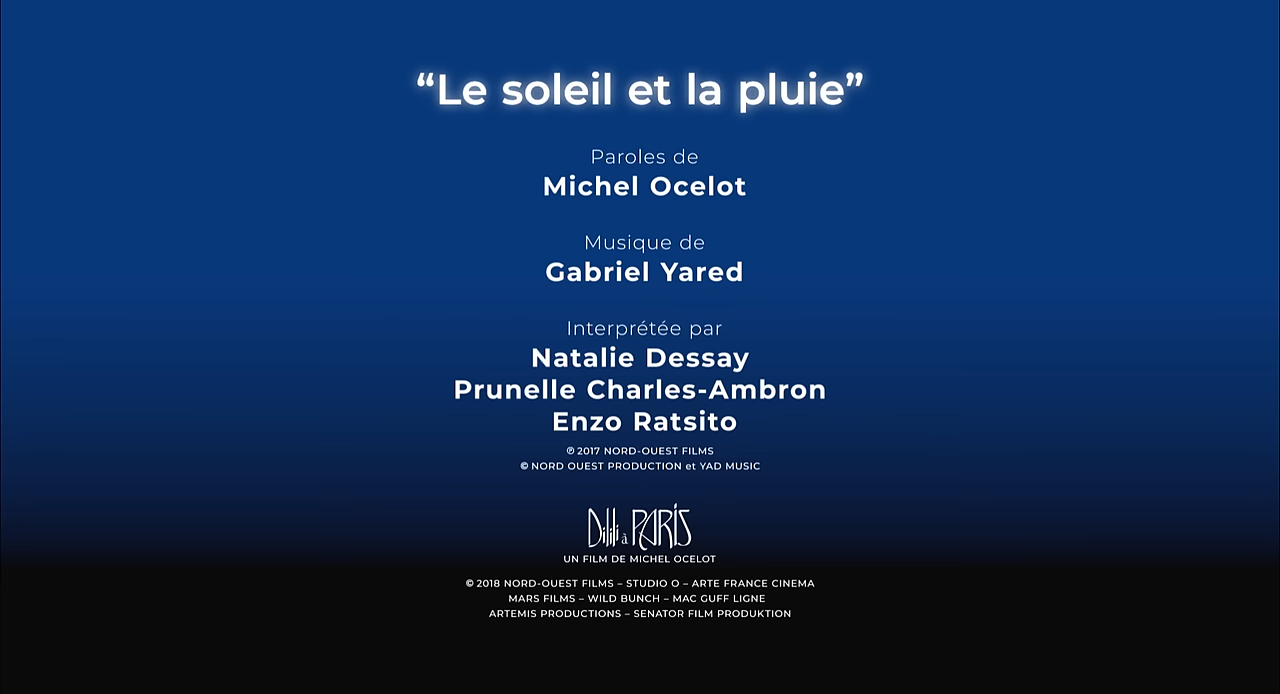 “Le soleil et la pluie”
Paroles de
Michel Ocelot
Musique de
Gabriel Yared
Interprétée par
Natalie Dessay
Prunelle Charles-Ambron
Enzo Ratsito
℗ 2017 NORD-OUEST FILMS
© NORD OUEST PRODUCTION et YAD MUSIC
Dilili à PARIS
UN FILM DE MICHEL OCELOT
© 2018 NORD-OUEST FILMS – STUDIO O – ARTE FRANCE CINEMA
MARS FILMS – WILD BUNCH – MAC GUFF LIGNE
ARTEMIS PRODUCTIONS – SENATOR FILM PRODUKTION